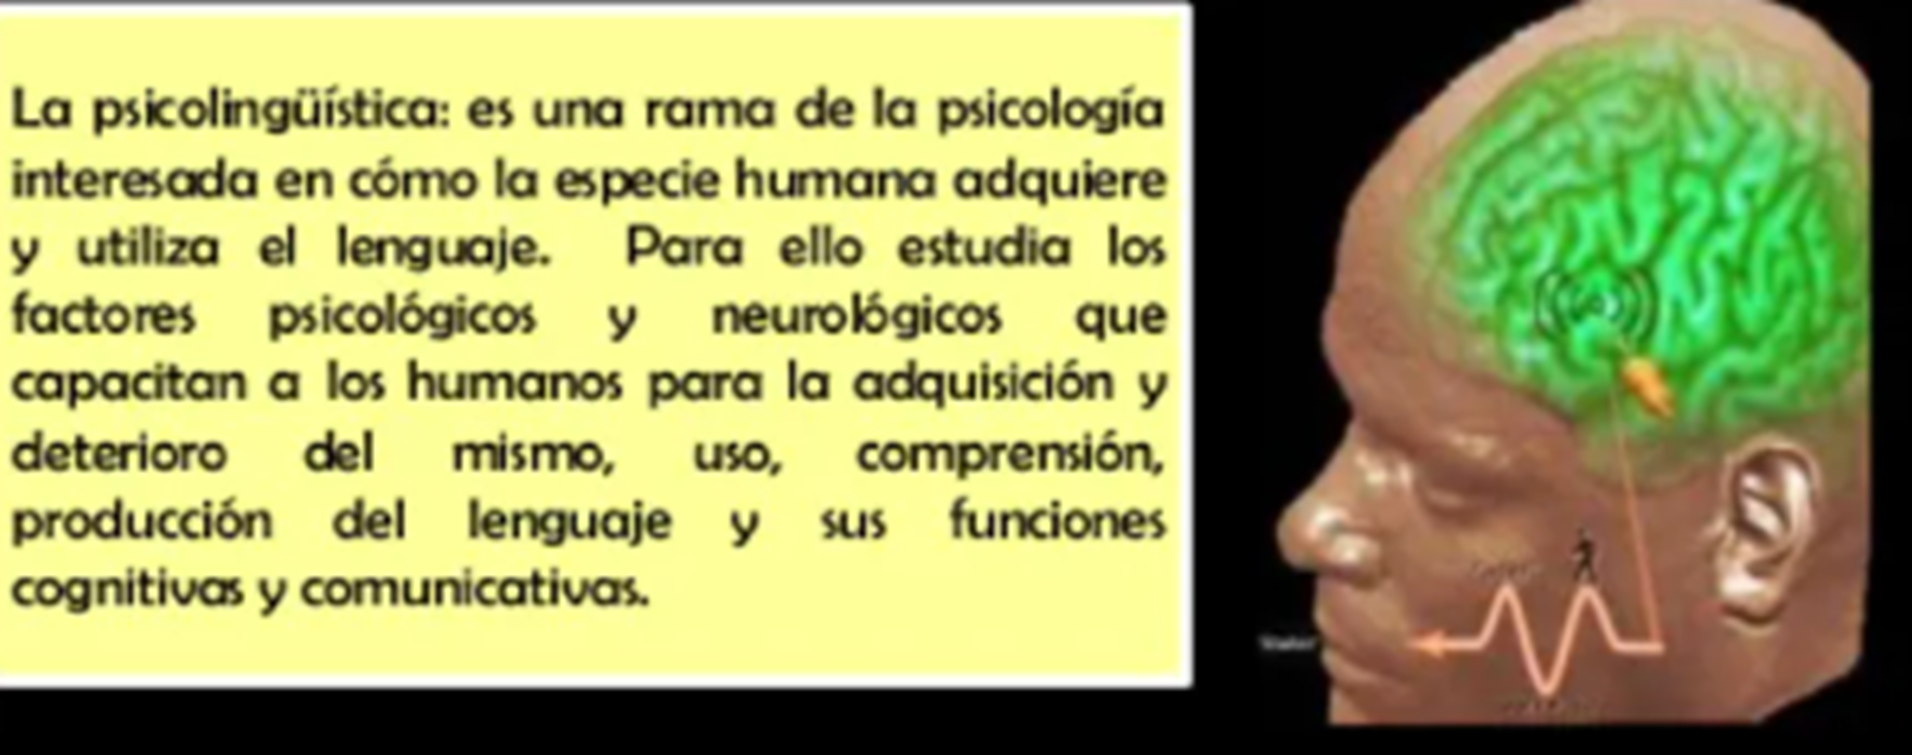 La psicolingüística: es una rama de la psicología
interesada en cómo la especie humana adquiere
y utiliza el lenguaje. Para ello estudia los
factores psicológicos y neurológicos que
capacitan a los humanos para la adquisición y
deterioro del mismo, uso, comprensión,
producción del lenguaje y sus funciones
cognitivas y comunicativas.